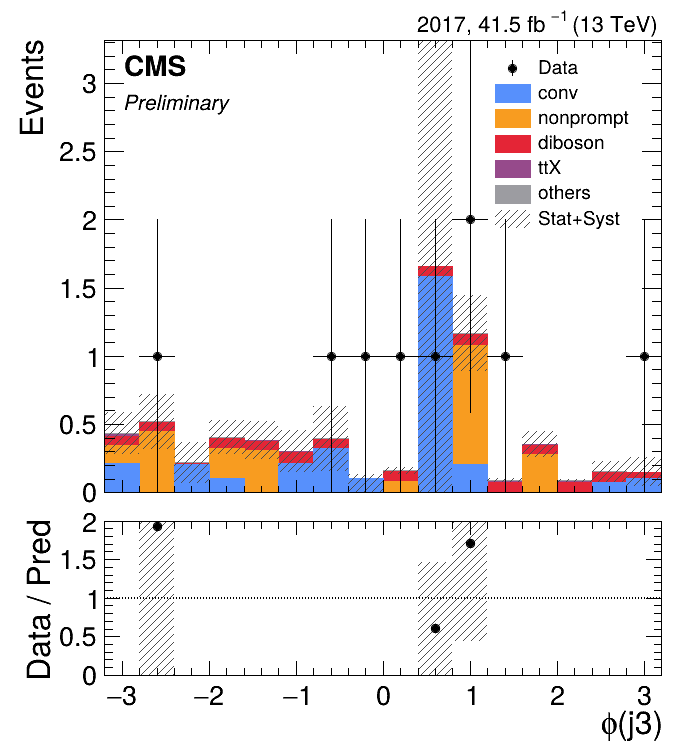 2017, 41.5 fb⁻¹ (13 TeV)
CMS
Preliminary
Events
3
2.5
2
1.5
1
0.5
0
Data
conv
nonprompt
diboson
ttX
others
Stat+Syst
Data / Pred
2
1.5
1
0.5
0
−3 −2 −1 0 1 2 3
ϕ(j3)